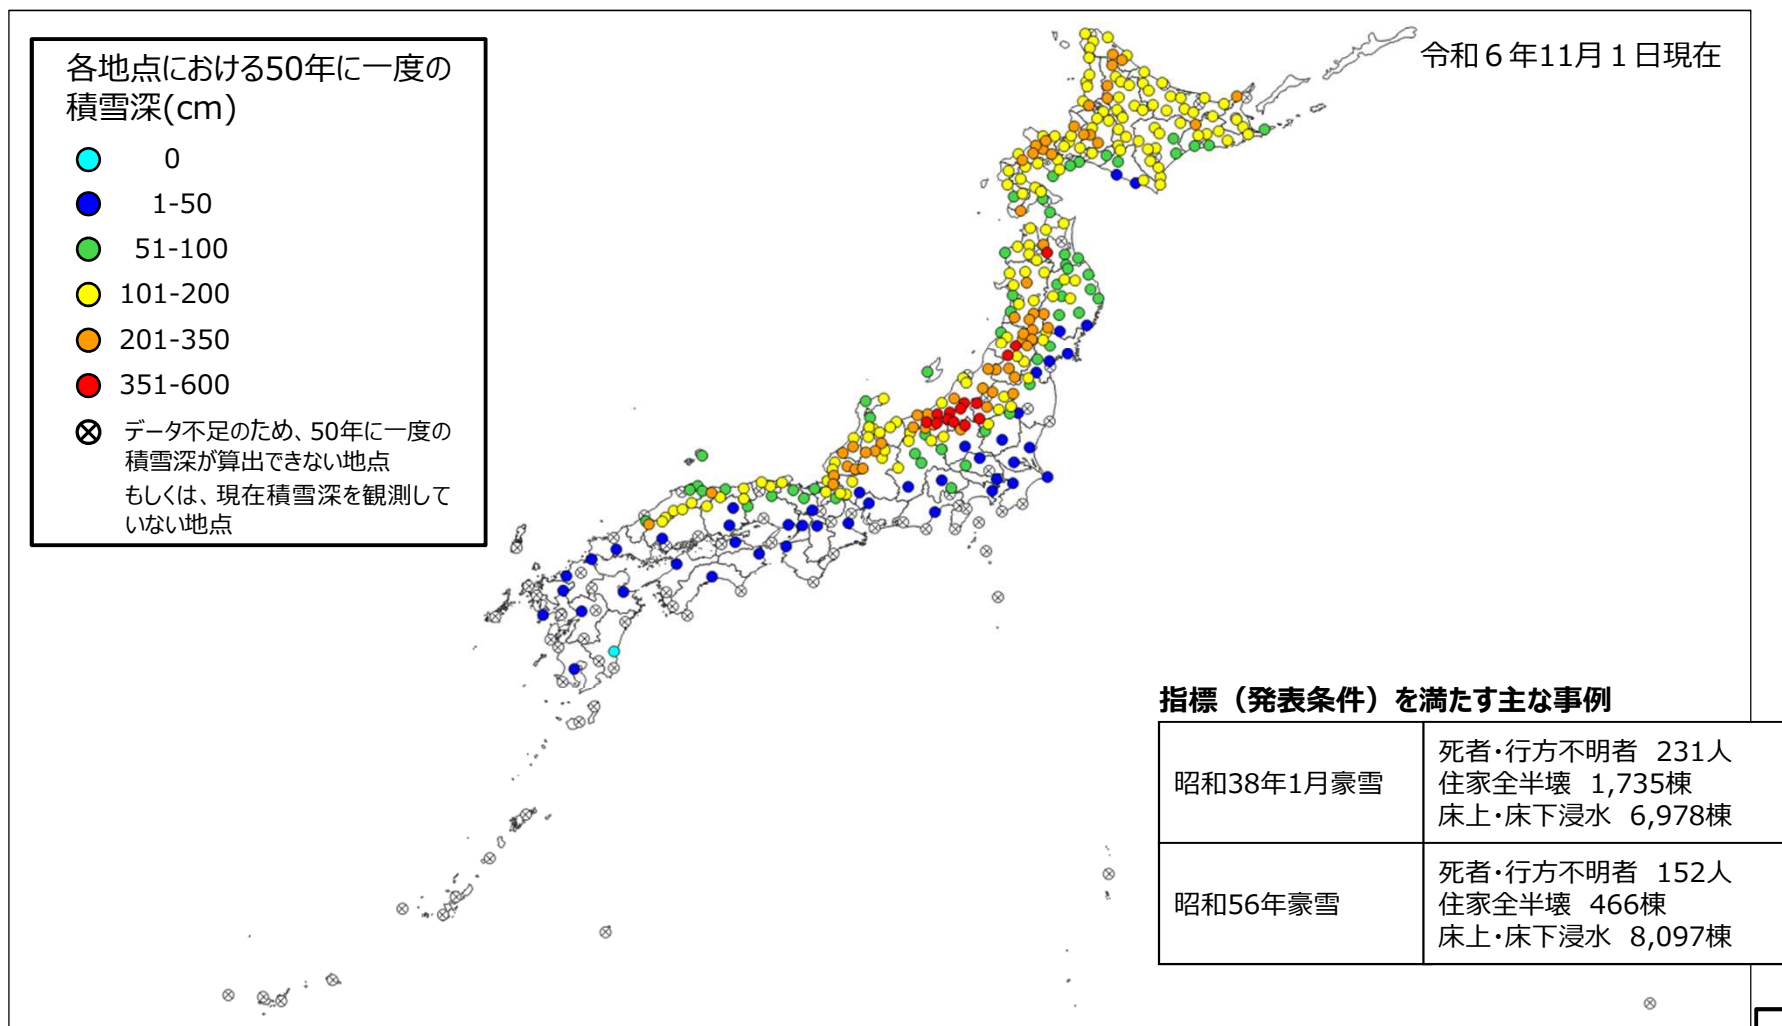 各地点における50年に一度の
積雪深(cm)
0
1-50
51-100
101-200
201-350
351-600
データ不足のため、50年に一度の
積雪深が算出できない地点
もしくは、現在積雪深を観測して
いない地点
令和６年11月１日現在
指標（発表条件）を満たす主な事例
昭和38年1月豪雪
死者・行方不明者 231人
住家全半壊 1,735棟
床上・床下浸水 6,978棟
昭和56年豪雪
死者・行方不明者 152人
住家全半壊 466棟
床上・床下浸水 8,097棟